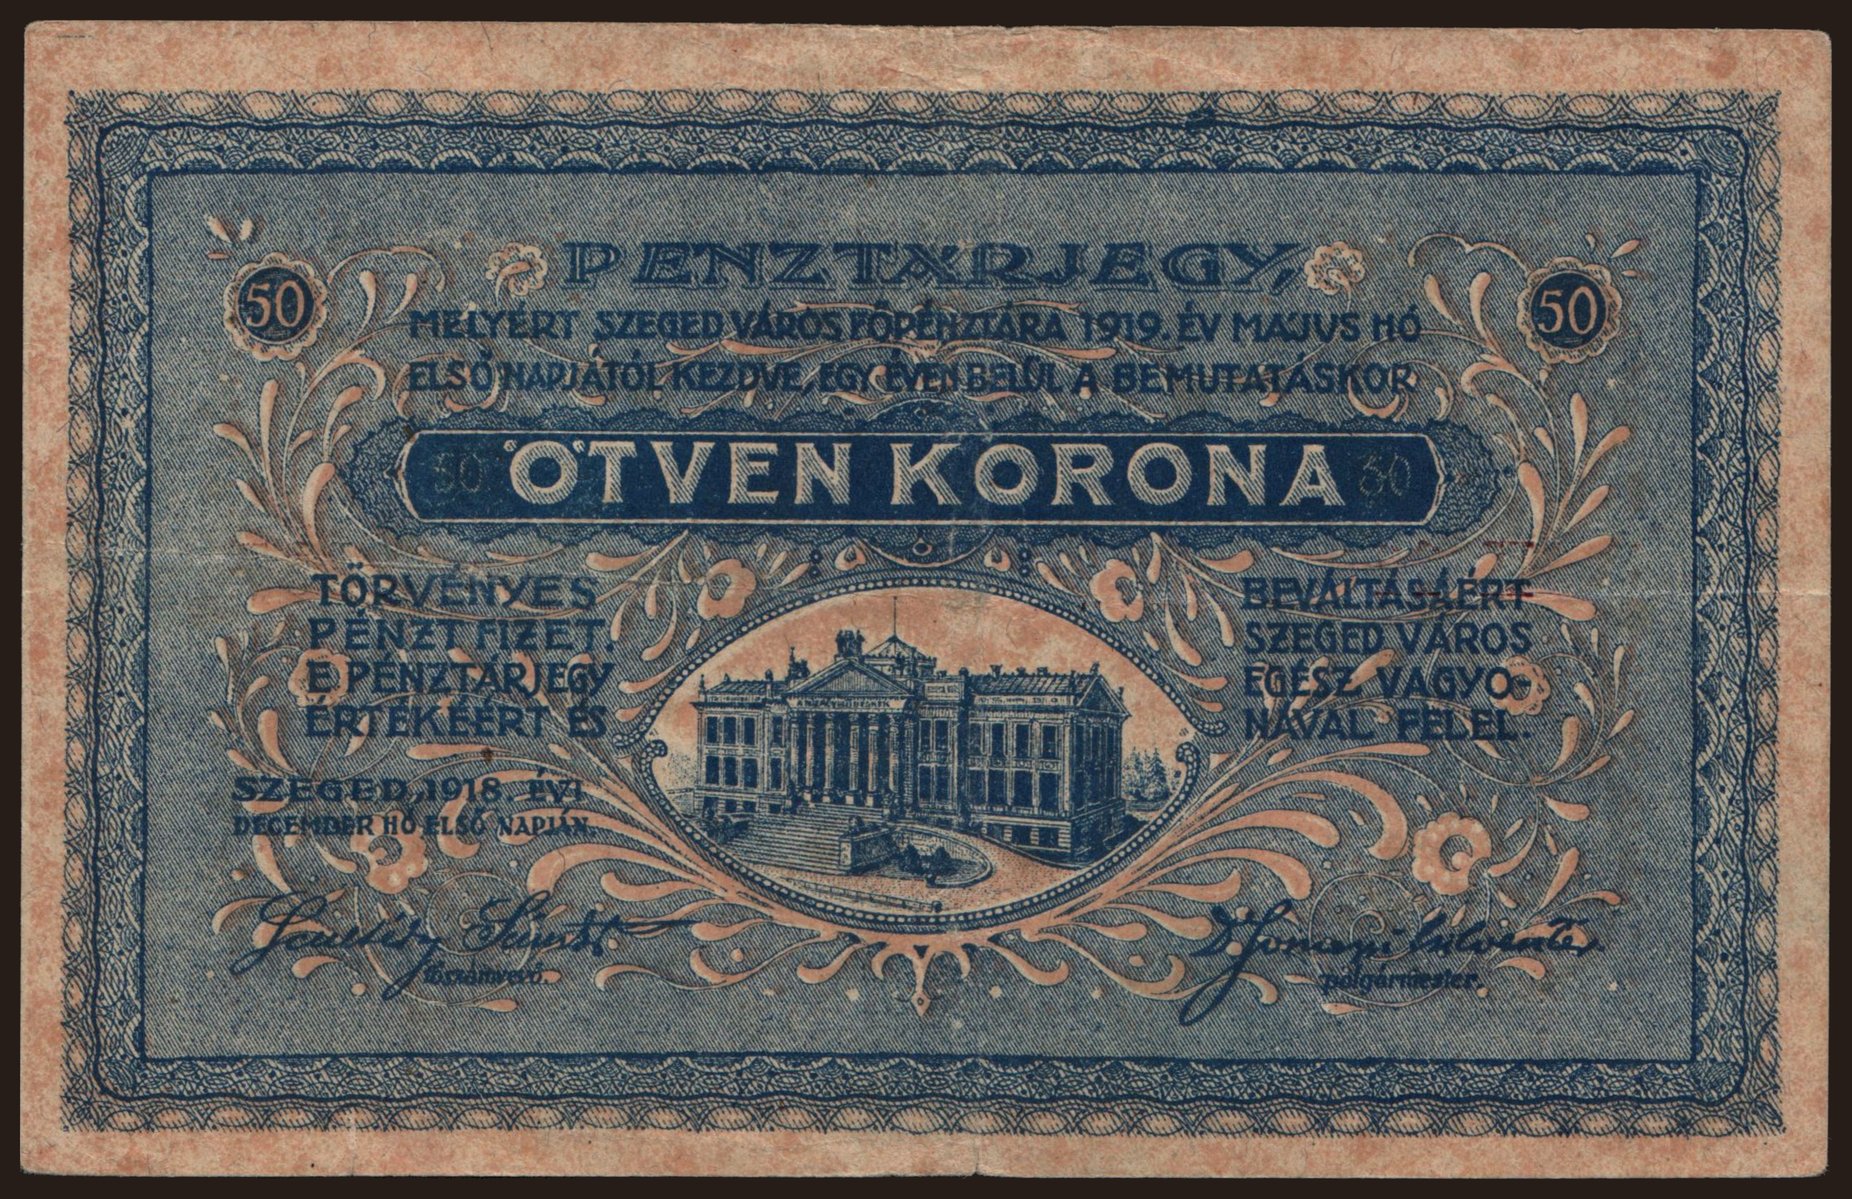 PÉNZTÁRJEGY,
50
50
MELYÉRT SZEGED VÁROS FŐPÉNZTÁRA 1919. ÉV MÁJUS HÓ
ELSŐ NAPJÁTÓL KEZDVE, EGY ÉVEN BELÜL A BEMUTATÁSKOR
50 ÖTVEN KORONA 50
TÖRVÉNYES
PÉNZT FIZET.
E PÉNZTÁRJEGY
ÉRTÉKÉÉRT ÉS
BEVÁLTÁSÁÉRT
SZEGED VÁROS
EGÉSZ VAGYO-
NÁVAL FELEL.
SZEGED, 1918. ÉVI
DECEMBER HÓ ELSŐ NAPJÁN.
főszámvevő.
polgármester.